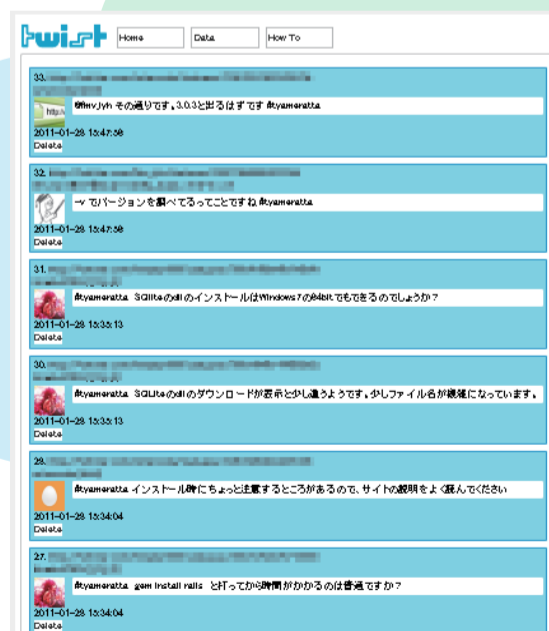 twist
Home Data How To
33.
その通りです。3.0.3と出るはずです #tyameratta
2011-01-28 15:47:58
Delete
32.
-v でバージョンを調べてるってことですね #tyameratta
2011-01-28 15:47:58
Delete
31.
#tyameratta SQliteのdllのインストールはWindows7の64bitでもできるのでしょうか？
2011-01-28 15:35:13
Delete
30.
#tyameratta SQLiteのdllのダウンロードが表示と少し違うようです。少しファイル名が複雑になっています。
2011-01-28 15:35:13
Delete
#tyameratta インストール時にちょっと注意するところがあるので、サイトの説明をよく読んでください
2011-01-28 15:34:04
Delete
27.
#tyameratta gem install rails と打ってから時間がかかるのは普通ですか？
2011-01-28 15:34:04
Delete